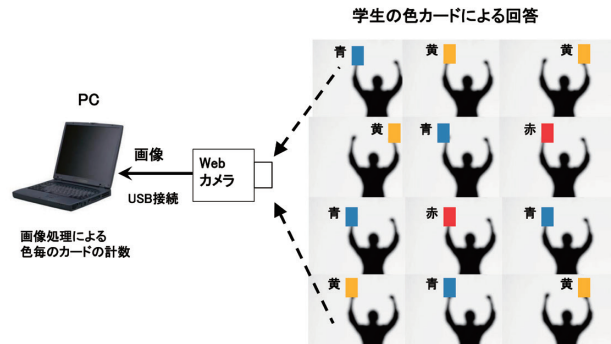 学生の色カードによる回答
青
黄
黄
PC
黄
青
赤
画像
Web
カメラ
USB接続
青
赤
青
画像処理による
色毎のカードの計数
黄
青
黄